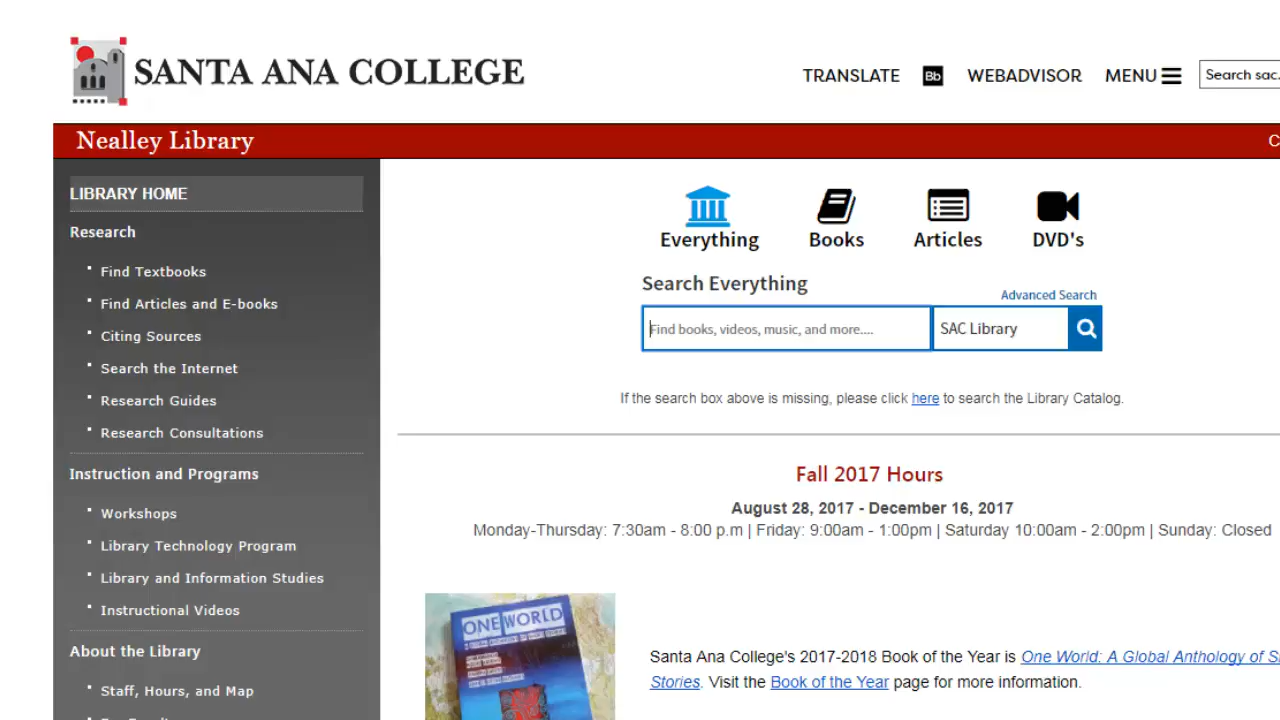 SANTA ANA COLLEGE
TRANSLATE Bb WEBADVISOR MENU Search sac.
Nealley Library
LIBRARY HOME
Research
Find Textbooks
Find Articles and E-books
Citing Sources
Search the Internet
Research Guides
Research Consultations
Instruction and Programs
Workshops
Library Technology Program
Library and Information Studies
Instructional Videos
About the Library
Staff, Hours, and Map
Everything Books Articles DVD's
Search Everything
Advanced Search
Find books, videos, music, and more.... SAC Library
If the search box above is missing, please click here to search the Library Catalog.
Fall 2017 Hours
August 28, 2017 - December 16, 2017
Monday-Thursday: 7:30am - 8:00 p.m | Friday: 9:00am - 1:00pm | Saturday 10:00am - 2:00pm | Sunday: Closed
ONE WORLD
Santa Ana College's 2017-2018 Book of the Year is One World: A Global Anthology of
Stories. Visit the Book of the Year page for more information.